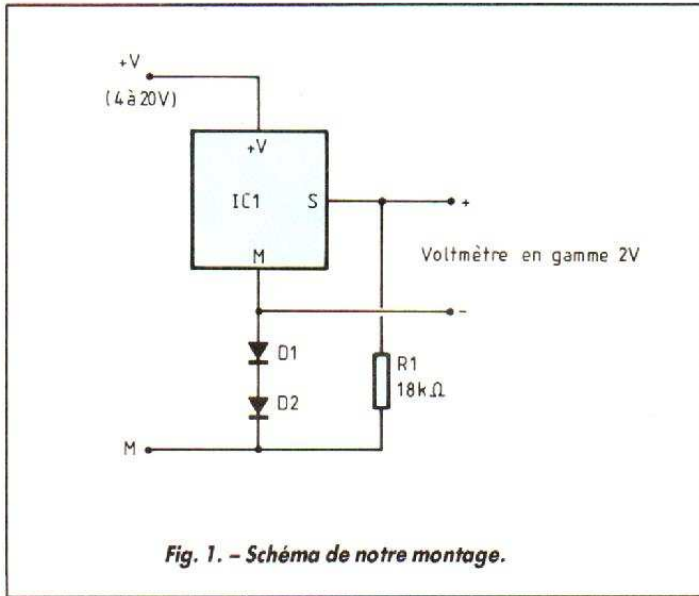 +V
(4 à 20V)
+V
IC1
S
+
M
Voltmètre en gamme 2V
-
D1
R1
18kΩ
D2
M
Fig. 1. – Schéma de notre montage.